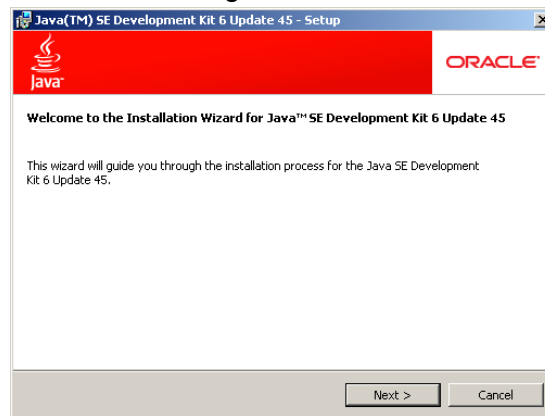 Java(TM) SE Development Kit 6 Update 45 - Setup
Java™
ORACLE®
Welcome to the Installation Wizard for Java™ SE Development Kit 6 Update 45
This wizard will guide you through the installation process for the Java SE Development
Kit 6 Update 45.
Next >
Cancel